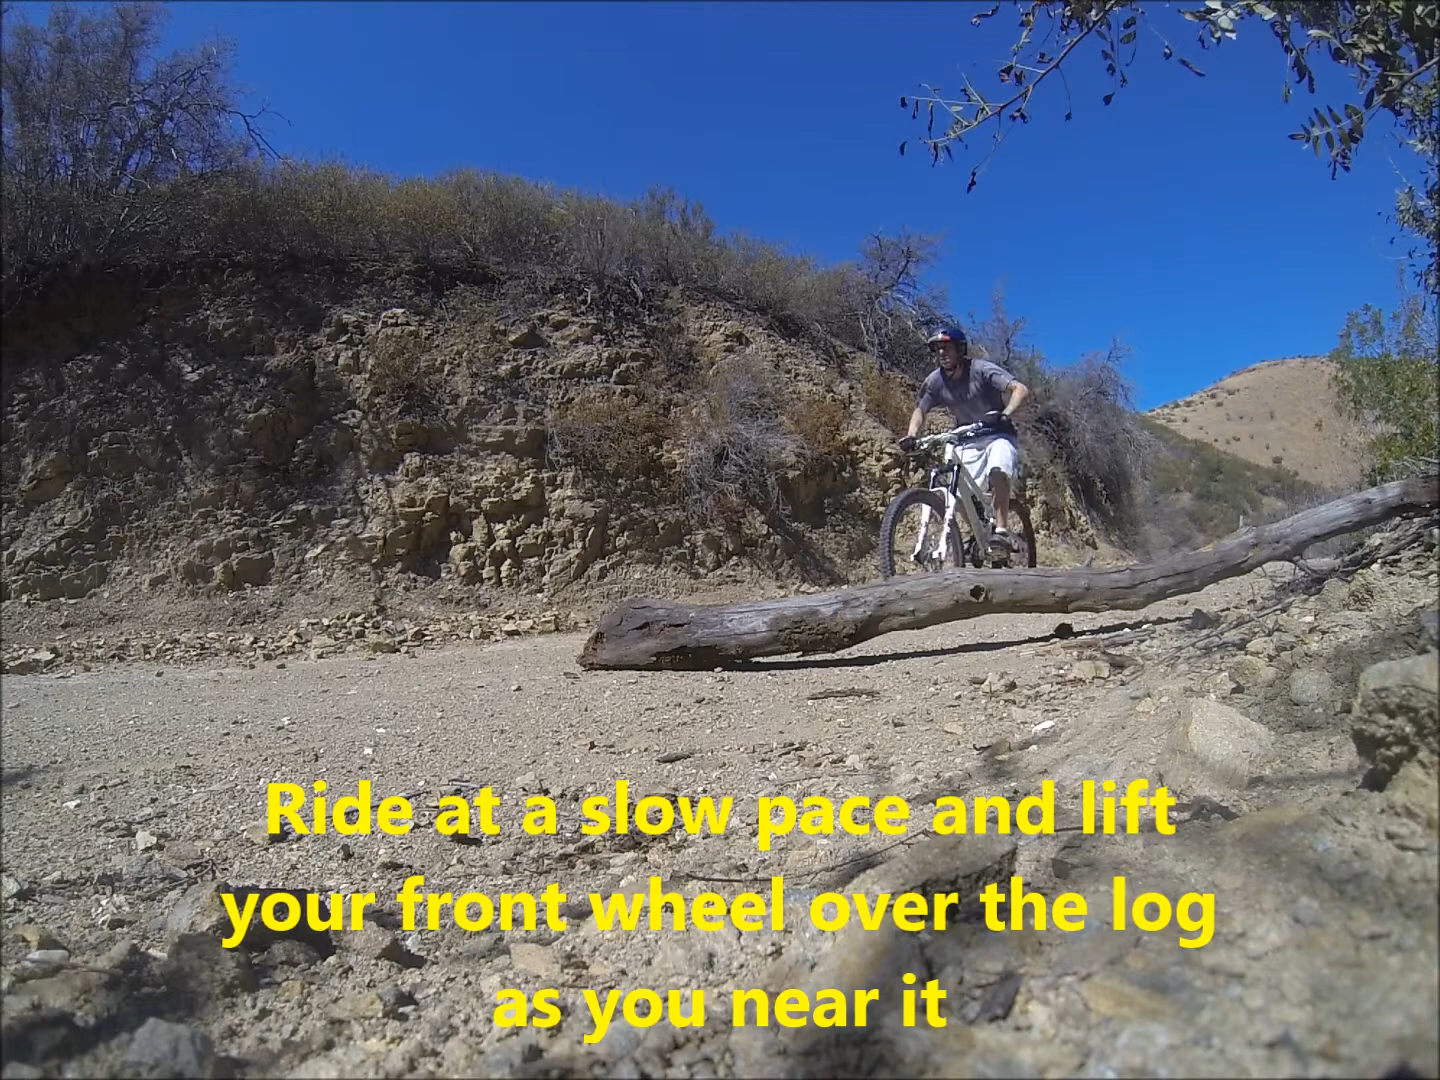 Ride at a slow pace and lift
your front wheel over the log
as you near it